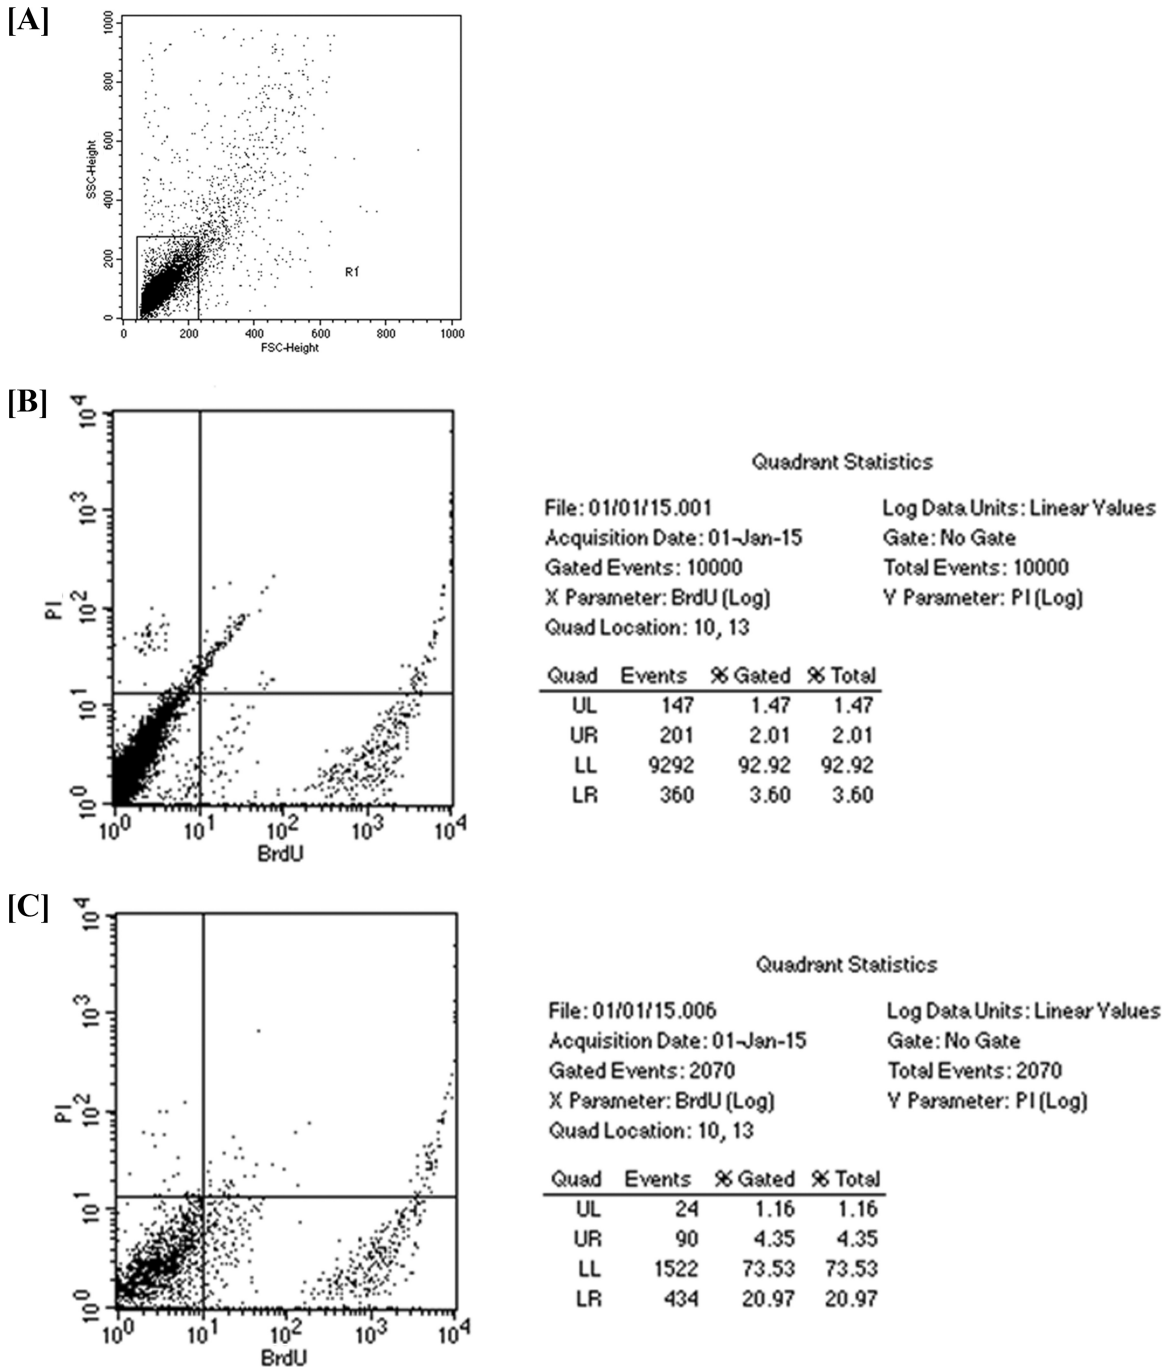 [A]
1000
800
600
400
200
0
SSC-Height
R1
0 200 400 600 800 1000
FSC-Height
[B]
10^4
10^3
10^2
10^1
10^0
PI
10^0 10^1 10^2 10^3 10^4
BrdU
Quadrant Statistics
File: 01/01/15.001 Log Data Units: Linear Values
Acquisition Date: 01-Jan-15 Gate: No Gate
Gated Events: 10000 Total Events: 10000
X Parameter: BrdU (Log) Y Parameter: PI (Log)
Quad Location: 10, 13
Quad Events % Gated % Total
UL 147 1.47 1.47
UR 201 2.01 2.01
LL 9292 92.92 92.92
LR 360 3.60 3.60
[C]
10^4
10^3
10^2
10^1
10^0
PI
10^0 10^1 10^2 10^3 10^4
BrdU
Quadrant Statistics
File: 01/01/15.006 Log Data Units: Linear Values
Acquisition Date: 01-Jan-15 Gate: No Gate
Gated Events: 2070 Total Events: 2070
X Parameter: BrdU (Log) Y Parameter: PI (Log)
Quad Location: 10, 13
Quad Events % Gated % Total
UL 24 1.16 1.16
UR 90 4.35 4.35
LL 1522 73.53 73.53
LR 434 20.97 20.97